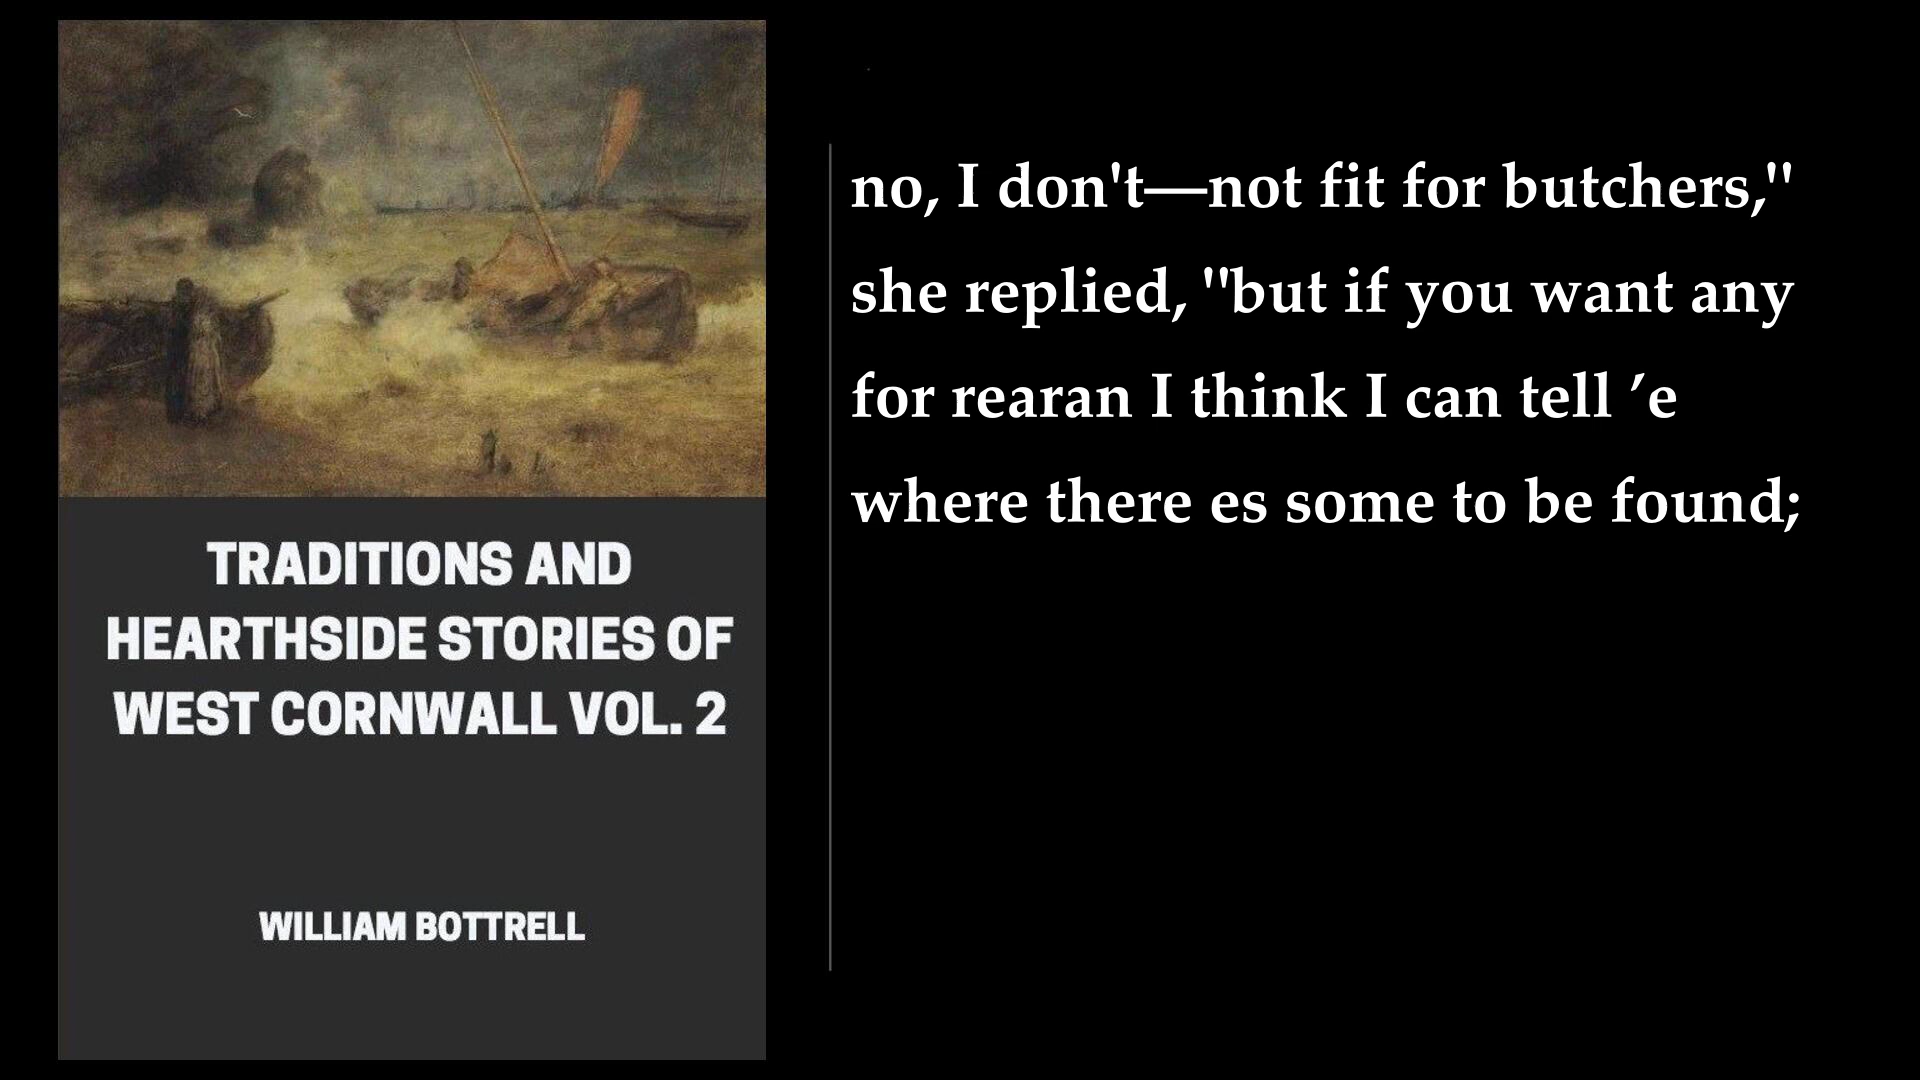 TRADITIONS AND
HEARTHSIDE STORIES OF
WEST CORNWALL VOL. 2
WILLIAM BOTTRELL
no, I don't—not fit for butchers,"
she replied, "but if you want any
for rearan I think I can tell ’e
where there es some to be found;